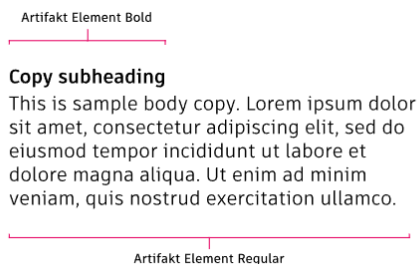 Artifakt Element Bold
Copy subheading
This is sample body copy. Lorem ipsum dolor
sit amet, consectetur adipiscing elit, sed do
eiusmod tempor incididunt ut labore et
dolore magna aliqua. Ut enim ad minim
veniam, quis nostrud exercitation ullamco.
Artifakt Element Regular